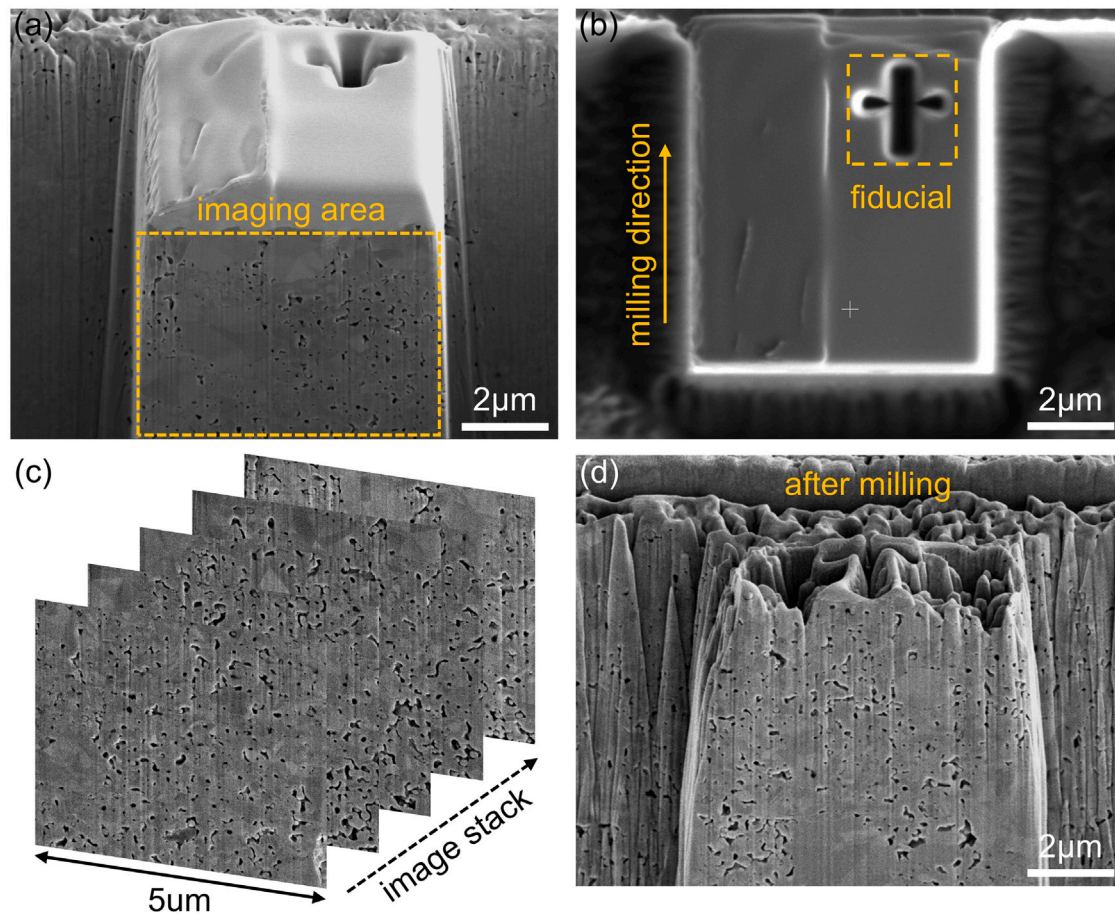 (a)
imaging area
2μm
(b)
milling direction
fiducial
2μm
(c)
5um
image stack
(d)
after milling
2μm